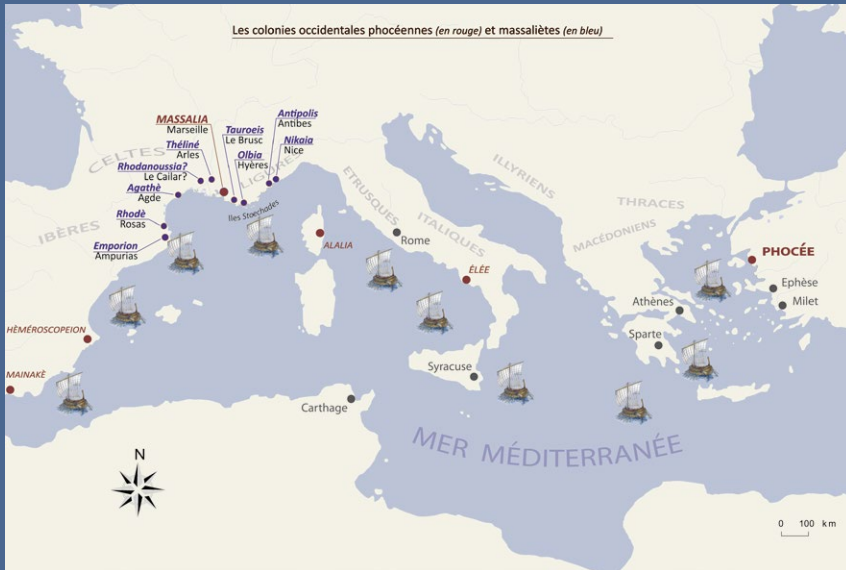 Les colonies occidentales phocéennes (en rouge) et massaliètes (en bleu)
MASSALIA
Marseille
Antipolis
Antibes
Tauroeis
Le Brusc
Nikaia
Nice
Théliné
Arles
Olbia
Hyères
Rhodanoussia?
Le Cailar?
Agathè
Agde
Rhodè
Rosas
Emporion
Ampurias
CELTES
LIGURES
Iles Stoechades
IBÈRES
ETRUSQUES
ITALIQUES
ILLYRIENS
THRACES
MACÉDONIENS
Rome
ALALIA
ÉLÉE
PHOCÉE
Ephèse
Milet
Athènes
Sparte
HÈMÉROSCOPEION
MAINAKÈ
Syracuse
Carthage
MER MÉDITERRANÉE
N
0 100 km